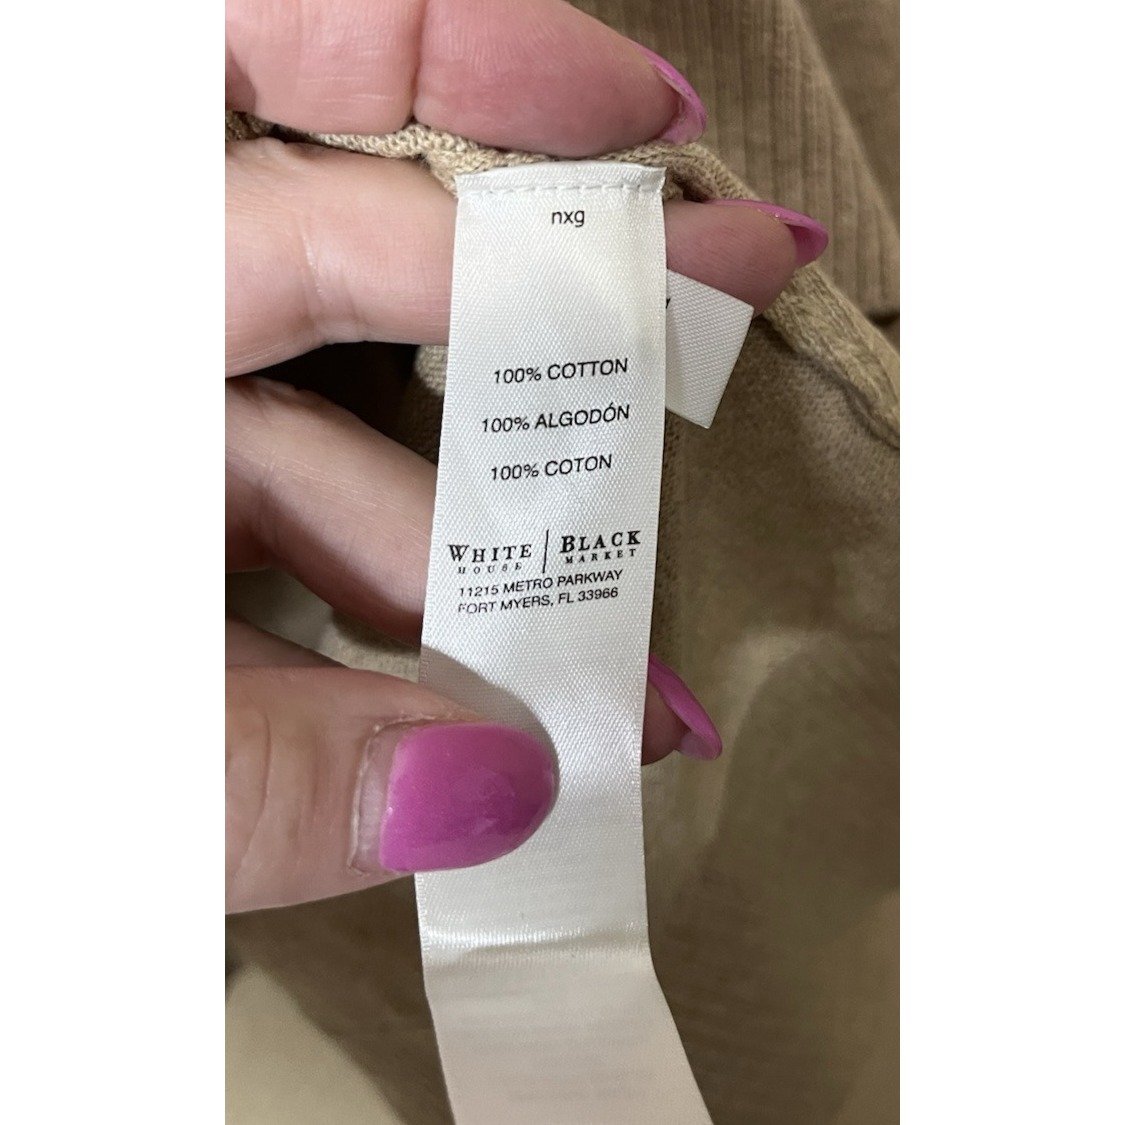 nxg
100% COTTON
100% ALGODÓN
100% COTON
WHITE HOUSE | BLACK MARKET
11215 METRO PARKWAY
FORT MYERS, FL 33966